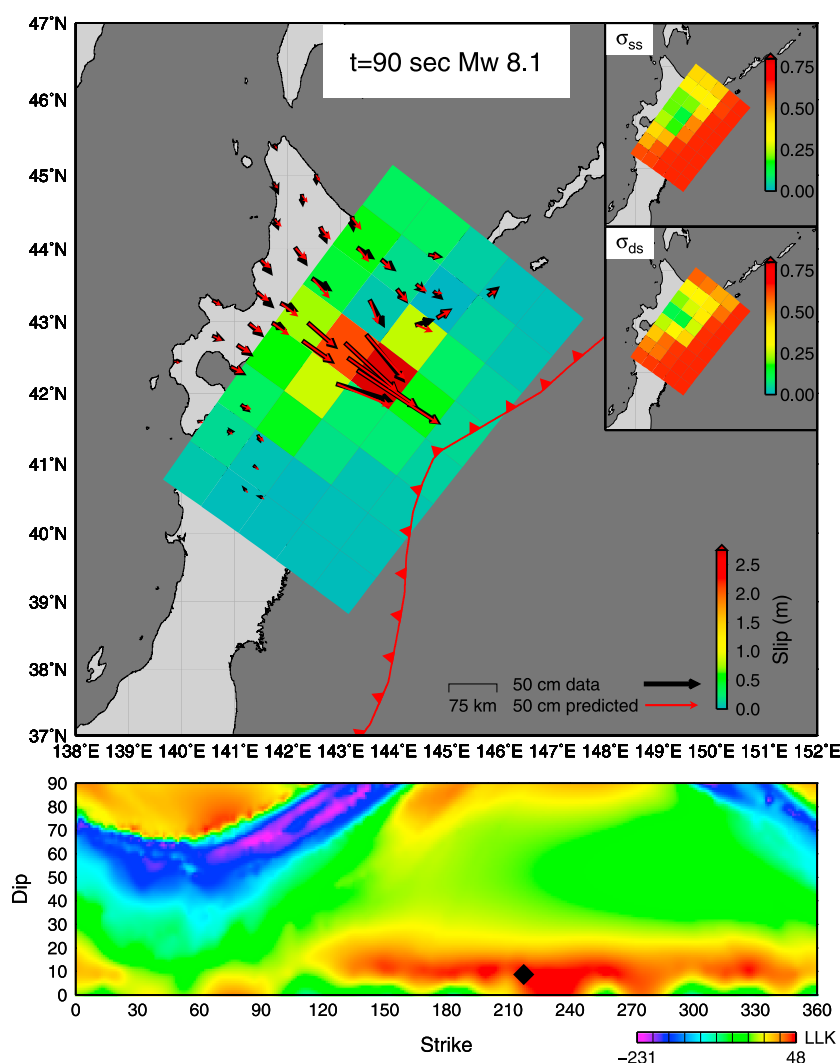 t=90 sec Mw 8.1
47˚N
46˚N
45˚N
44˚N
43˚N
42˚N
41˚N
40˚N
39˚N
38˚N
37˚N
138˚E 139˚E 140˚E 141˚E 142˚E 143˚E 144˚E 145˚E 146˚E 147˚E 148˚E 149˚E 150˚E 151˚E 152˚E
σss
0.75
0.50
0.25
0.00
σds
0.75
0.50
0.25
0.00
2.5
2.0
1.5
1.0
0.5
0.0
Slip (m)
50 cm data
75 km 50 cm predicted
90
80
70
60
50
40
30
20
10
0
Dip
0 30 60 90 120 150 180 210 240 270 300 330 360
Strike
LLK
−231 48